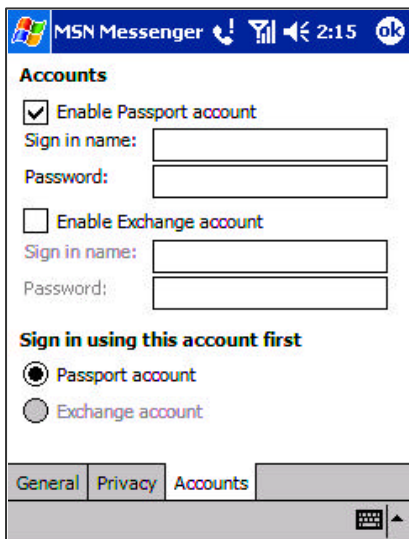 MSN Messenger 2:15 ok
Accounts
Enable Passport account
Sign in name:
Password:
Enable Exchange account
Sign in name:
Password:
Sign in using this account first
Passport account
Exchange account
General Privacy Accounts